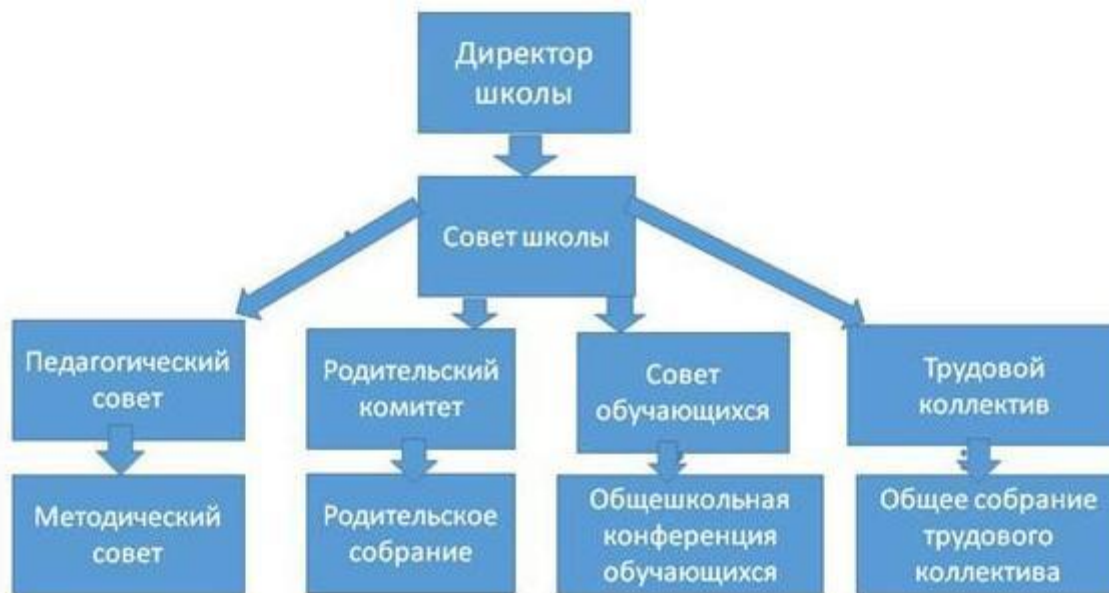 Директор
школы
Совет школы
Педагогический
совет
Родительский
комитет
Совет
обучающихся
Трудовой
коллектив
Методический
совет
Родительское
собрание
Общешкольная
конференция
обучающихся
Общее собрание
трудового
коллектива